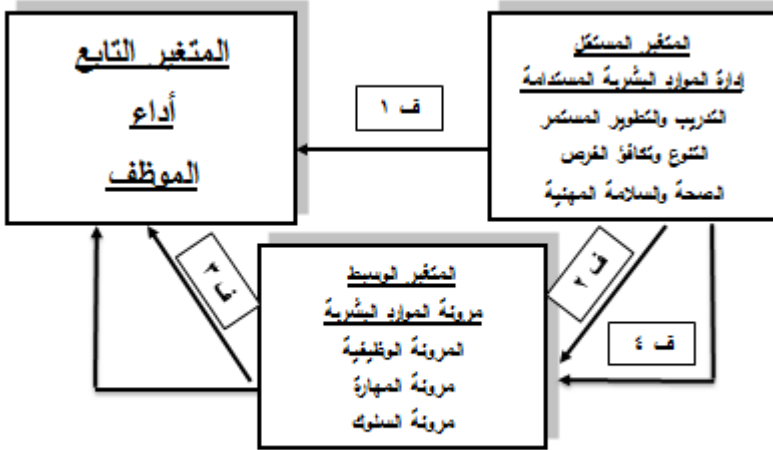 المتغير المستقل
إدارة الموارد البشرية المستدامة
التدريب والتطوير المستمر
التنوع وتكافؤ الفرص
الصحة والسلامة المهنية
ف ١
المتغير التابع
أداء
الموظف
ف ٢
ف ٣
ف ٤
المتغير الوسيط
مرونة الموارد البشرية
المرونة الوظيفية
مرونة المهارة
مرونة السلوك